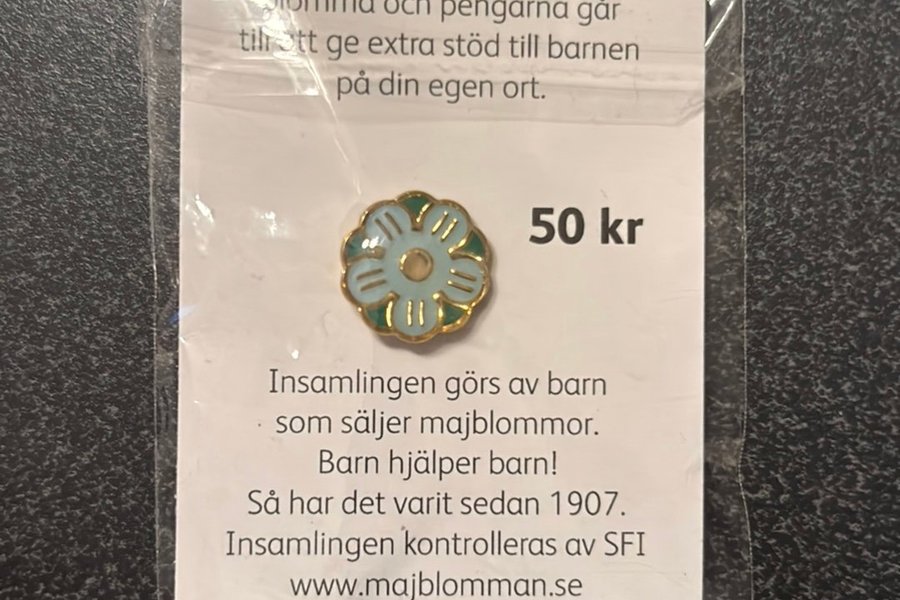 blomma och pengarna går
till att ge extra stöd till barnen
på din egen ort.
50 kr
Insamlingen görs av barn
som säljer majblommor.
Barn hjälper barn!
Så har det varit sedan 1907.
Insamlingen kontrolleras av SFI
www.majblomman.se